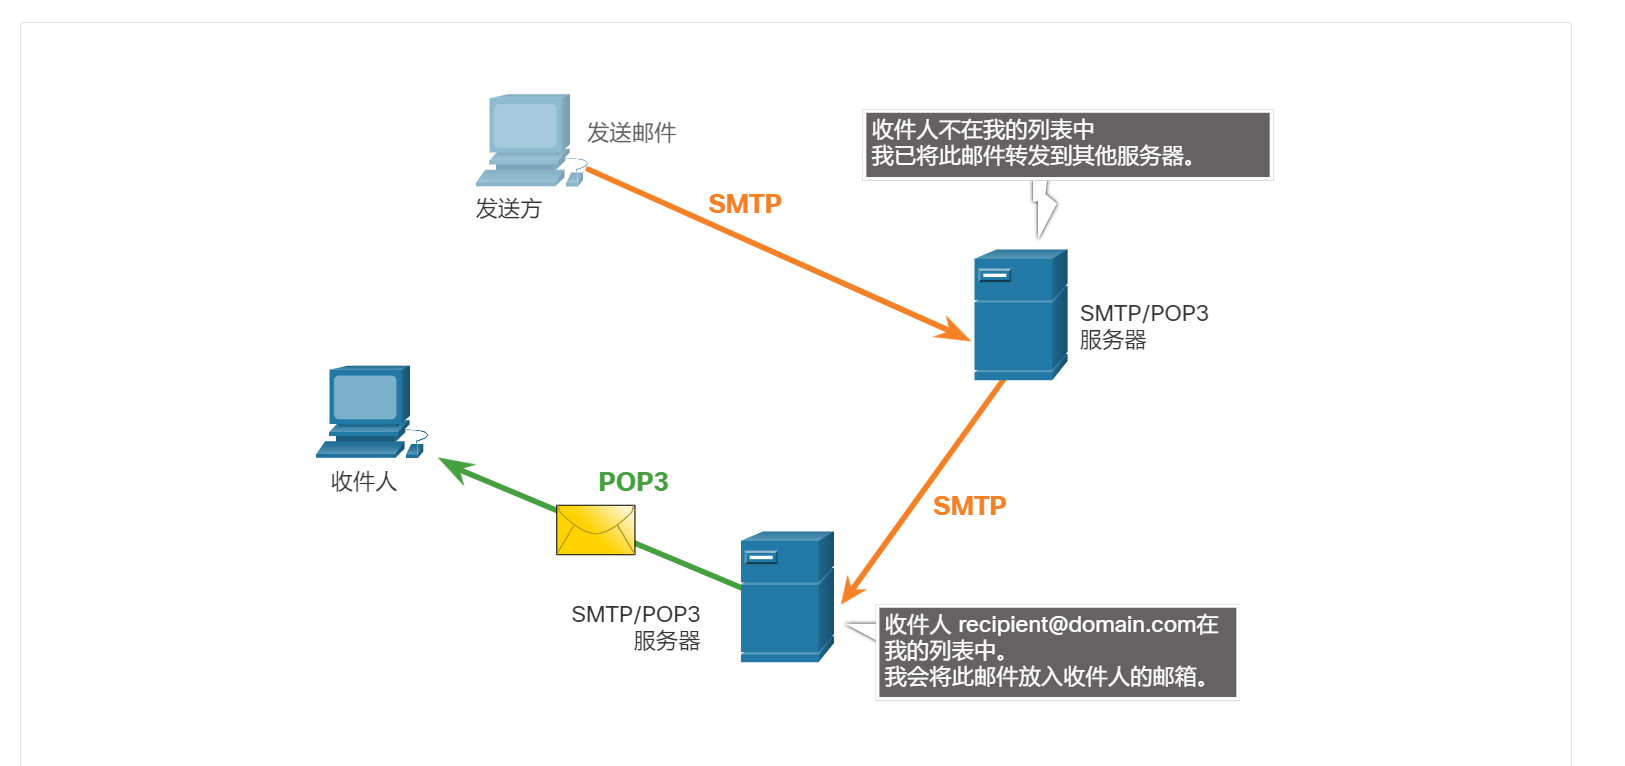 发送邮件
发送方
SMTP
收件人不在我的列表中
我已将此邮件转发到其他服务器。
SMTP/POP3
服务器
收件人
POP3
SMTP
SMTP/POP3
服务器
收件人 recipient@domain.com在
我的列表中。
我会将此邮件放入收件人的邮箱。